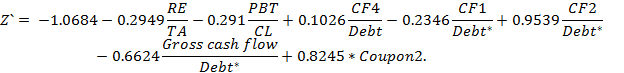 Z` = −1.0684 − 0.2949 RE/TA − 0.291 PBT/CL + 0.1026 CF4/Debt − 0.2346 CF1/Debt* + 0.9539 CF2/Debt*
− 0.6624 Gross cash flow/Debt* + 0.8245 * Coupon2.